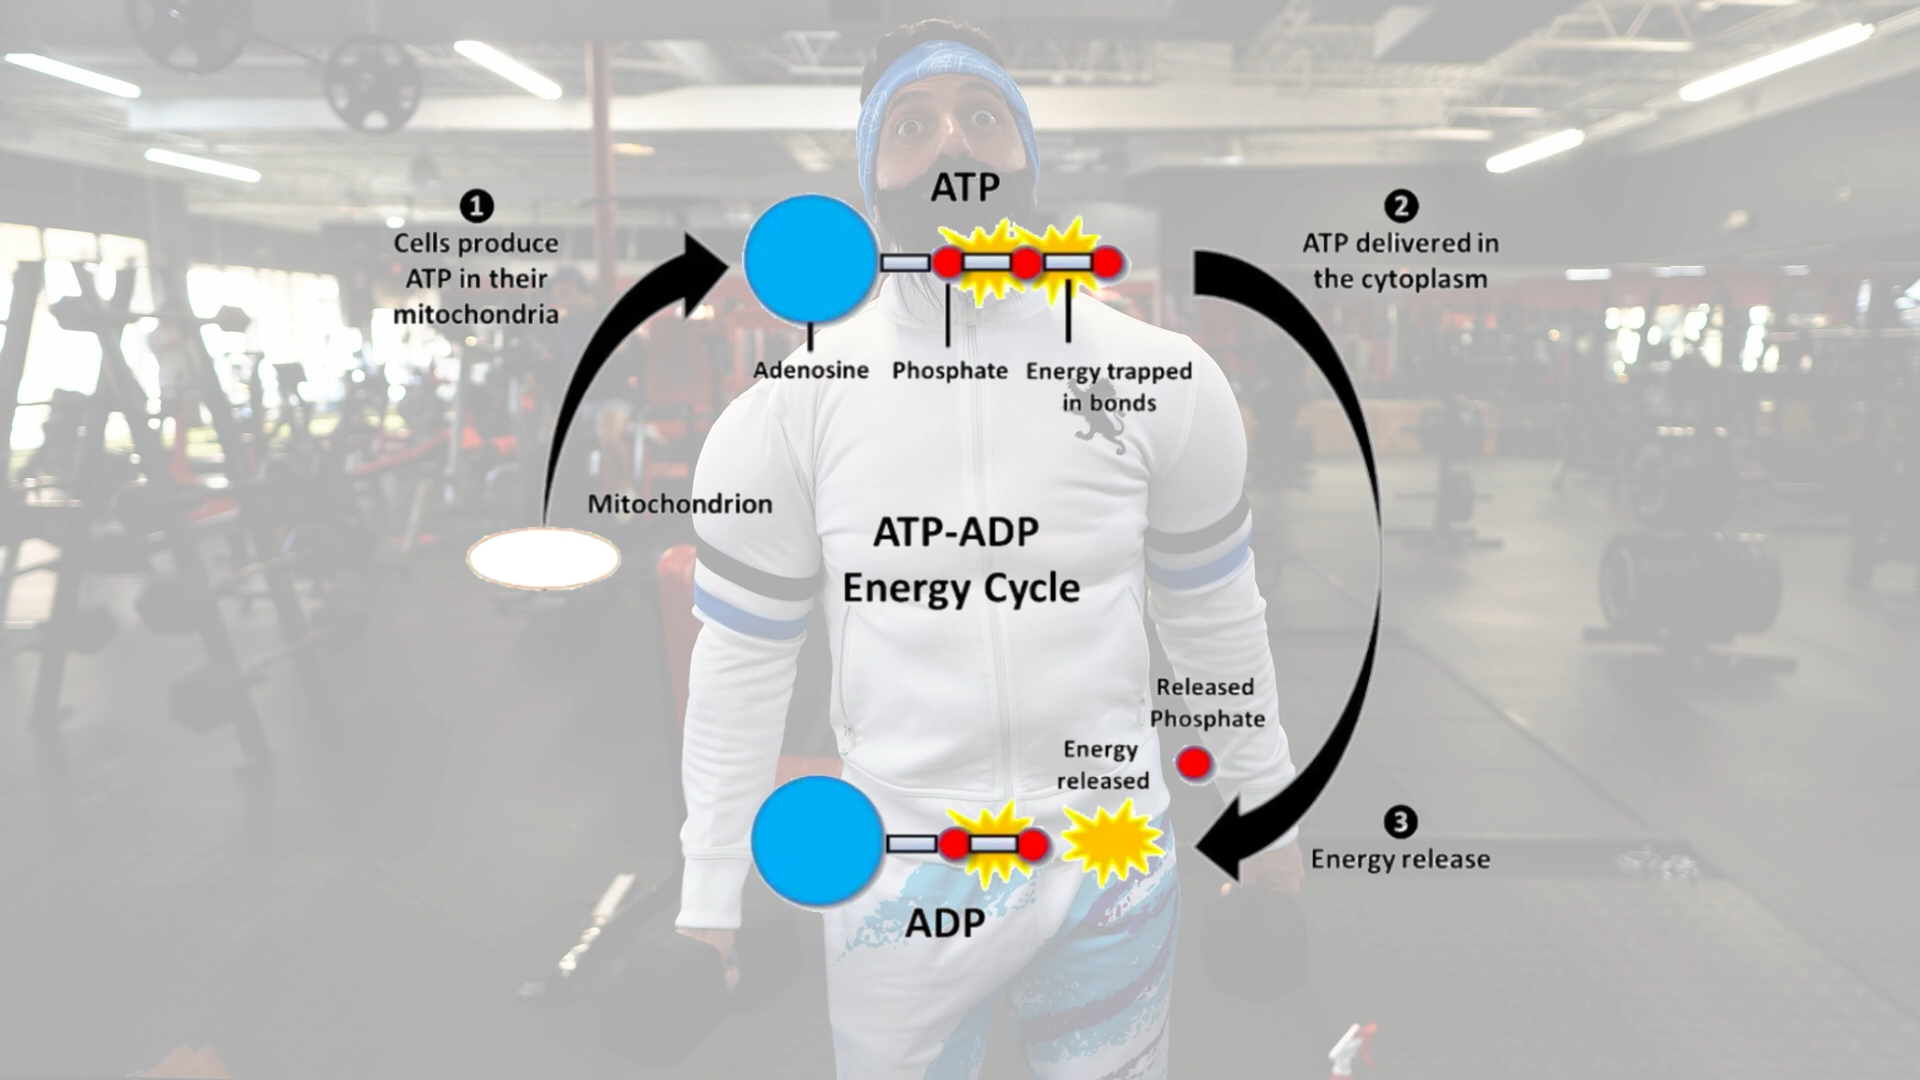 1
Cells produce
ATP in their
mitochondria
ATP
2
ATP delivered in
the cytoplasm
Adenosine
Phosphate
Energy trapped
in bonds
Mitochondrion
ATP-ADP
Energy Cycle
Released
Phosphate
Energy
released
3
Energy release
ADP